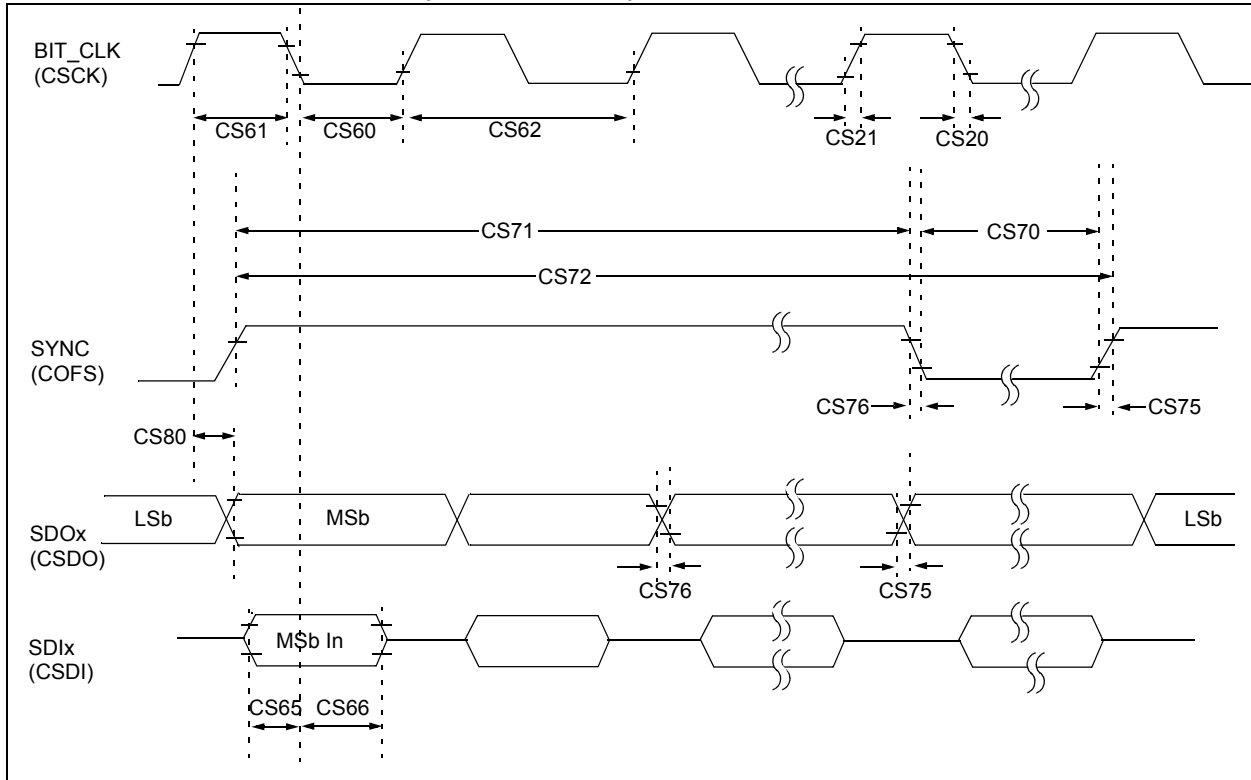 BIT_CLK
(CSCK)
CS61
CS60
CS62
CS21
CS20
CS71
CS70
CS72
SYNC
(COFS)
CS76
CS75
CS80
LSb
MSb
LSb
SDOx
(CSDO)
CS76
CS75
MSb In
SDIx
(CSDI)
CS65
CS66